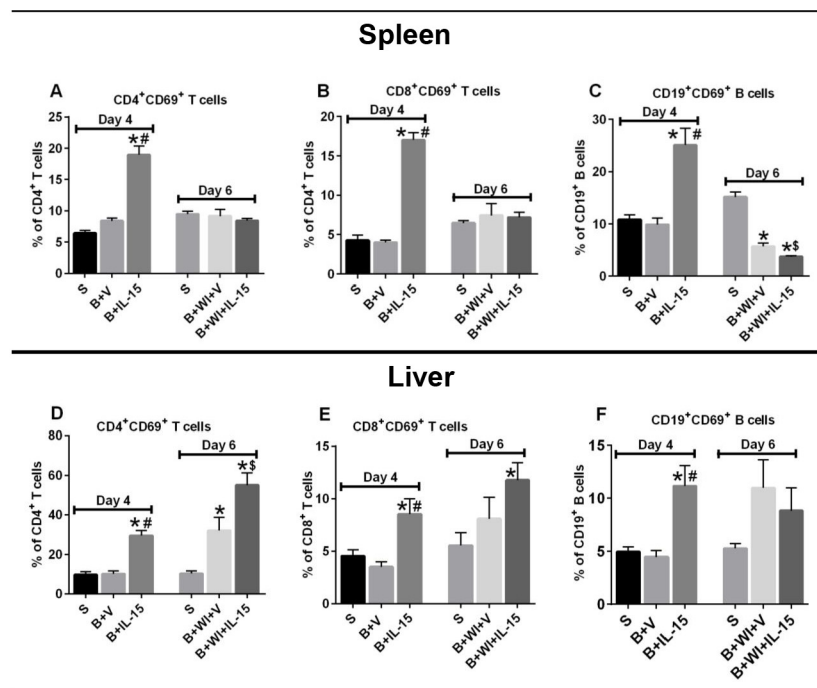 Spleen
A
CD4+CD69+ T cells
Day 4
*#
Day 6
% of CD4+ T cells
25
20
15
10
5
0
S
B+V
B+IL-15
S
B+WI+V
B+WI+IL-15
B
CD8+CD69+ T cells
Day 4
*#
Day 6
% of CD4+ T cells
20
15
10
5
0
S
B+V
B+IL-15
S
B+WI+V
B+WI+IL-15
C
CD19+CD69+ B cells
Day 4
*#
Day 6
*
*$
% of CD19+ B cells
30
20
10
0
S
B+V
B+IL-15
S
B+WI+V
B+WI+IL-15
Liver
D
CD4+CD69+ T cells
Day 4
*#
Day 6
*
*$
% of CD4+ T cells
80
60
40
20
0
S
B+V
B+IL-15
S
B+WI+V
B+WI+IL-15
E
CD8+CD69+ T cells
Day 4
*#
Day 6
*
% of CD8+ T cells
15
10
5
0
S
B+V
B+IL-15
S
B+WI+V
B+WI+IL-15
F
CD19+CD69+ B cells
Day 4
*#
Day 6
% of CD19+ B cells
15
10
5
0
S
B+V
B+IL-15
S
B+WI+V
B+WI+IL-15